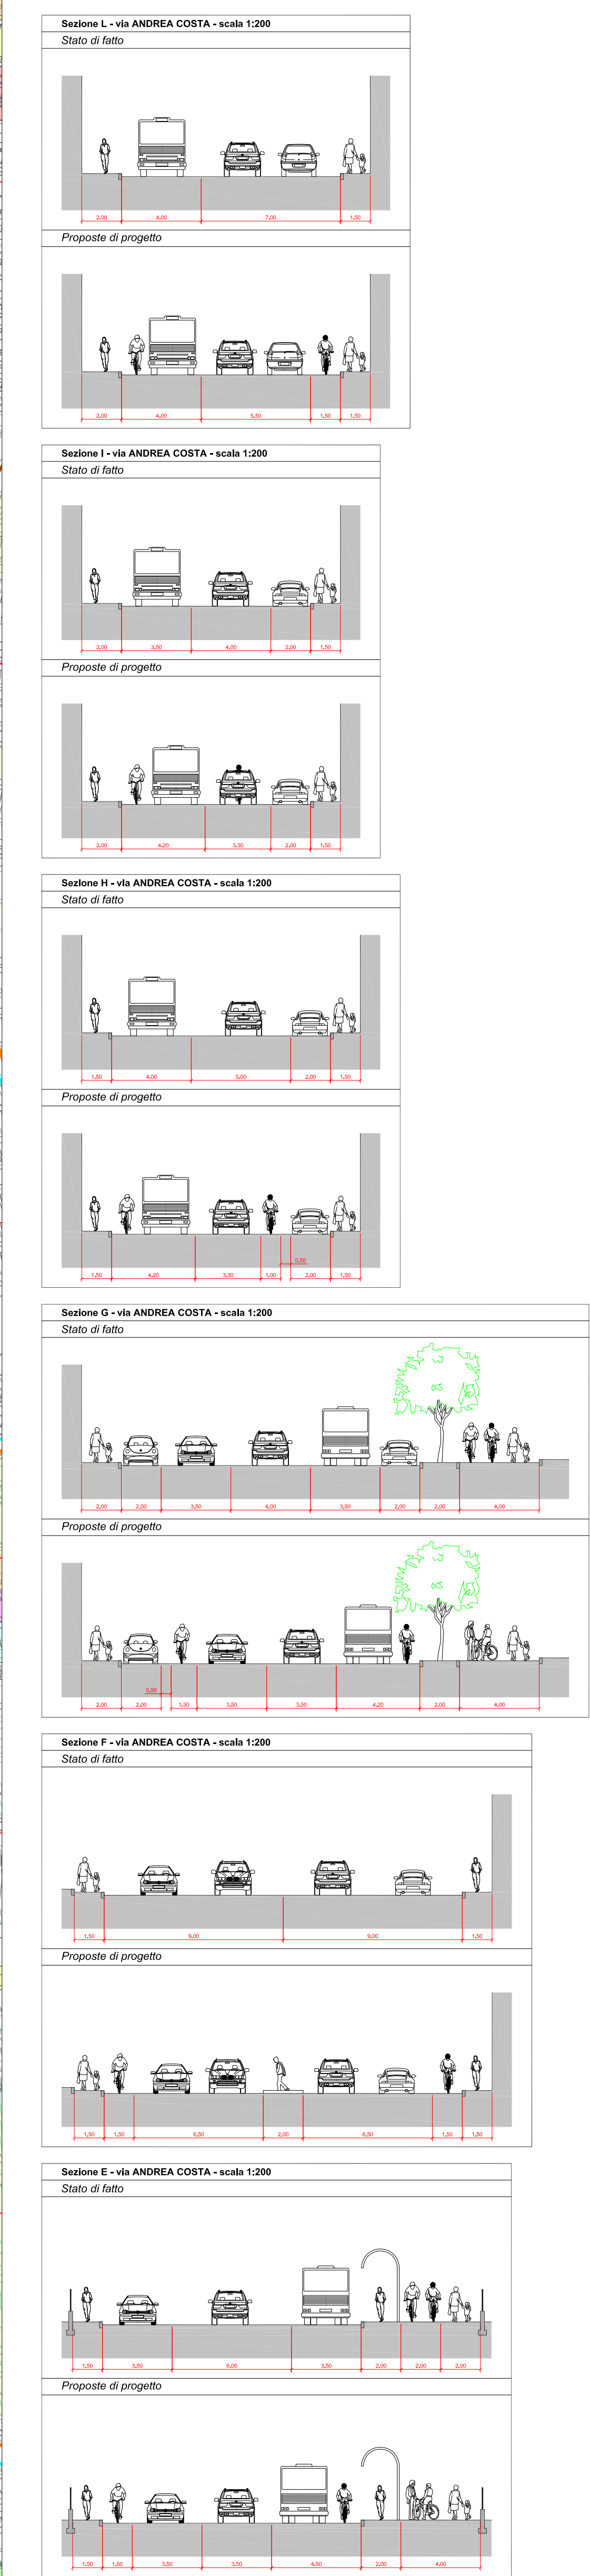 Sezione L - via ANDREA COSTA - scala 1:200
Stato di fatto
2,00 4,00 7,00 1,50
Proposte di progetto
2,00 4,00 5,50 1,50 1,50
Sezione I - via ANDREA COSTA - scala 1:200
Stato di fatto
2,00 3,50 4,00 2,00 1,50
Proposte di progetto
2,00 4,20 3,30 2,00 1,50
Sezione H - via ANDREA COSTA - scala 1:200
Stato di fatto
1,50 4,00 5,00 2,00 1,50
Proposte di progetto
0,50
1,50 4,20 3,30 1,00 2,00 1,50
Sezione G - via ANDREA COSTA - scala 1:200
Stato di fatto
2,00 2,00 3,50 4,00 3,50 2,00 2,00 4,00
Proposte di progetto
0,50
2,00 2,00 1,30 3,50 3,50 4,20 2,00 4,00
Sezione F - via ANDREA COSTA - scala 1:200
Stato di fatto
1,50 9,00 9,00 1,50
Proposte di progetto
1,50 1,50 6,50 2,00 6,50 1,50 1,50
Sezione E - via ANDREA COSTA - scala 1:200
Stato di fatto
1,50 3,50 6,00 3,50 2,00 2,00 2,00
Proposte di progetto
1,50 1,50 3,50 3,50 4,50 2,00 4,00